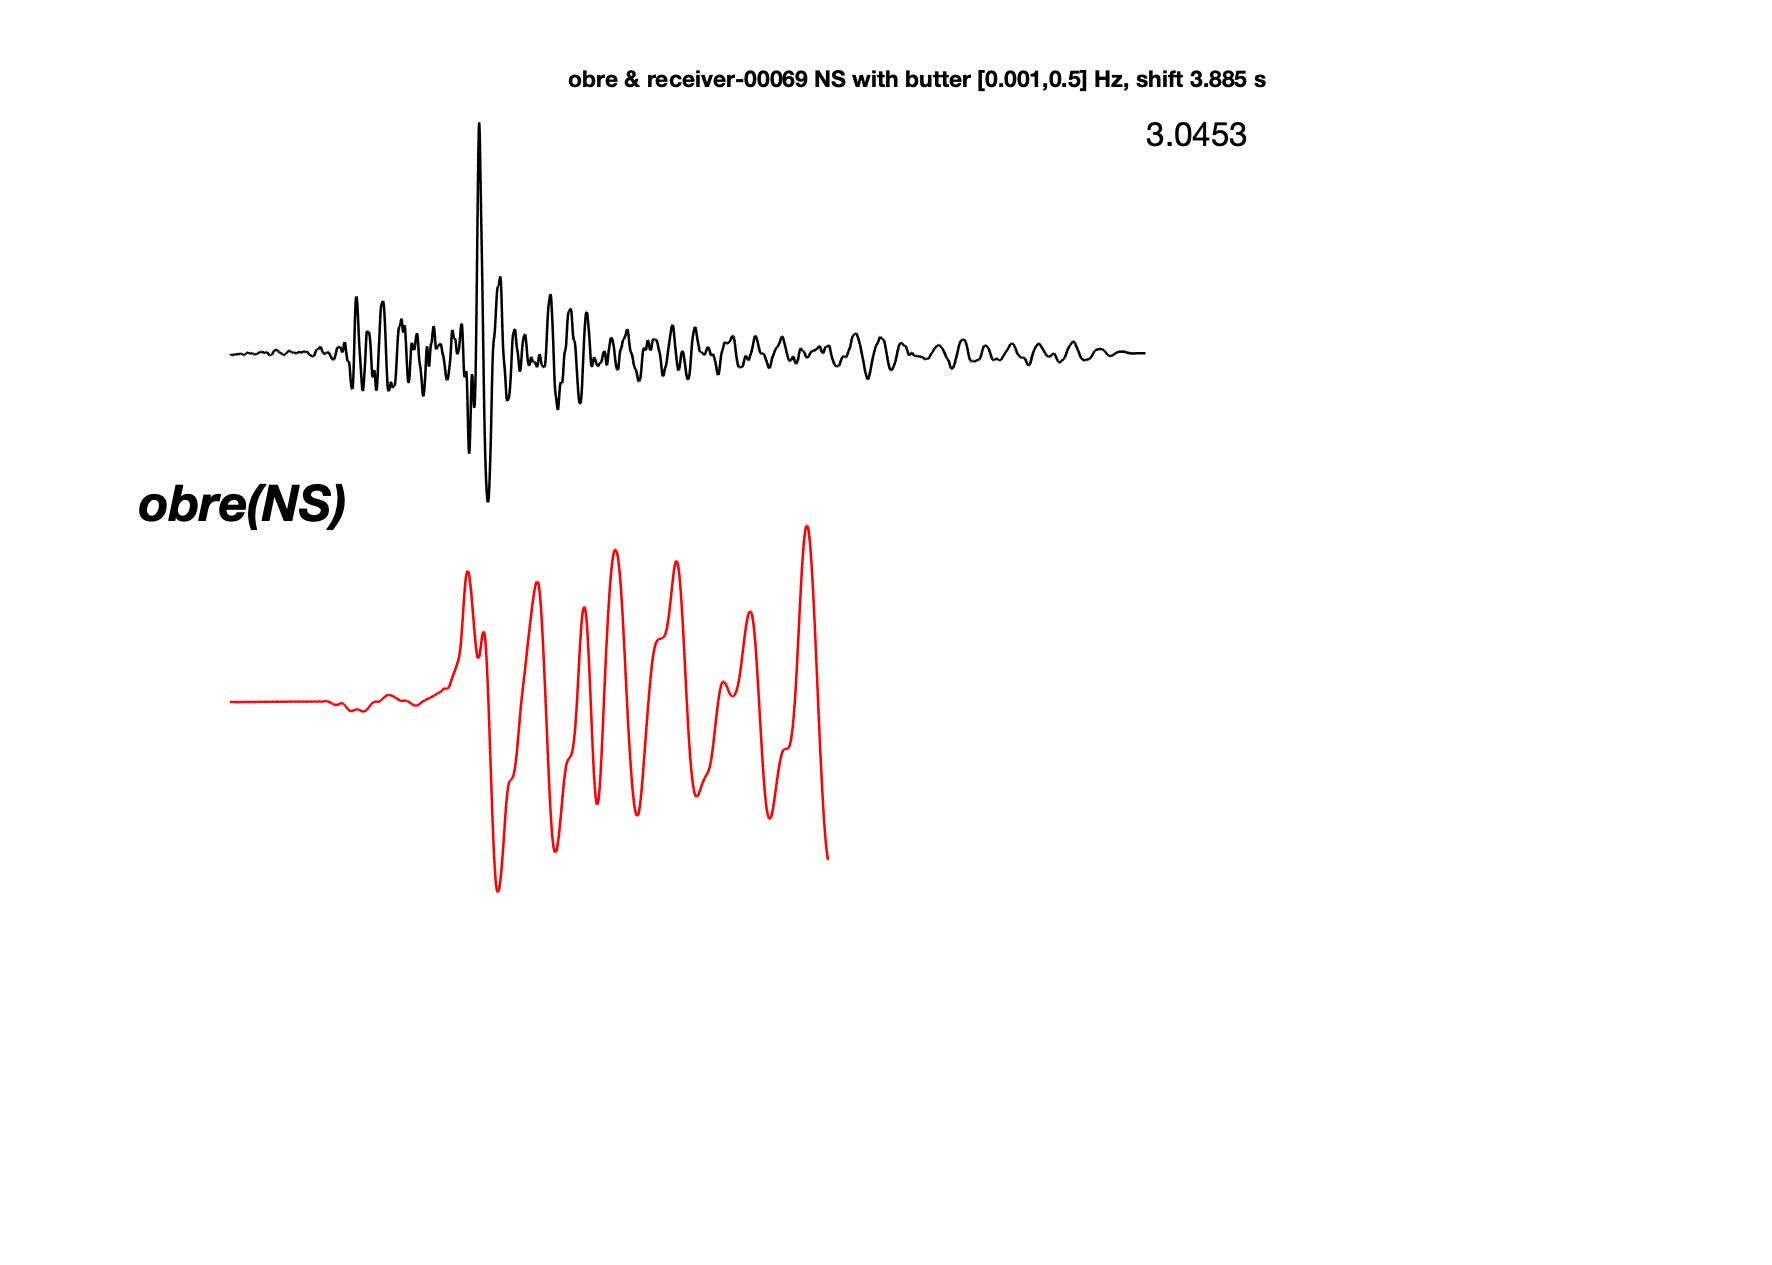 obre & receiver-00069 NS with butter [0.001,0.5] Hz, shift 3.885 s
3.0453
obre(NS)